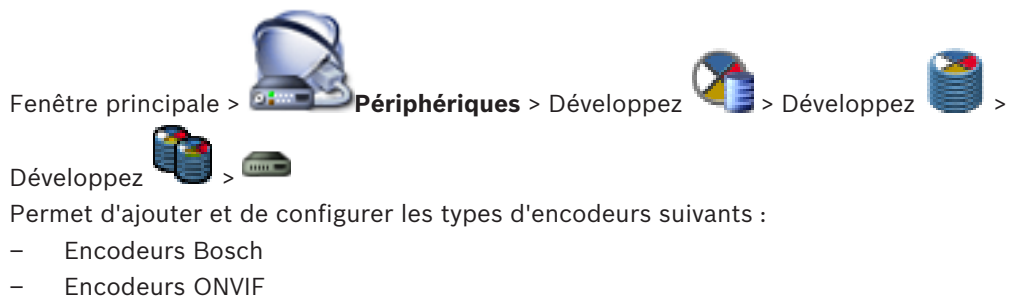 Fenêtre principale > Périphériques > Développez > Développez >
Développez >
Permet d'ajouter et de configurer les types d'encodeurs suivants :
– Encodeurs Bosch
– Encodeurs ONVIF